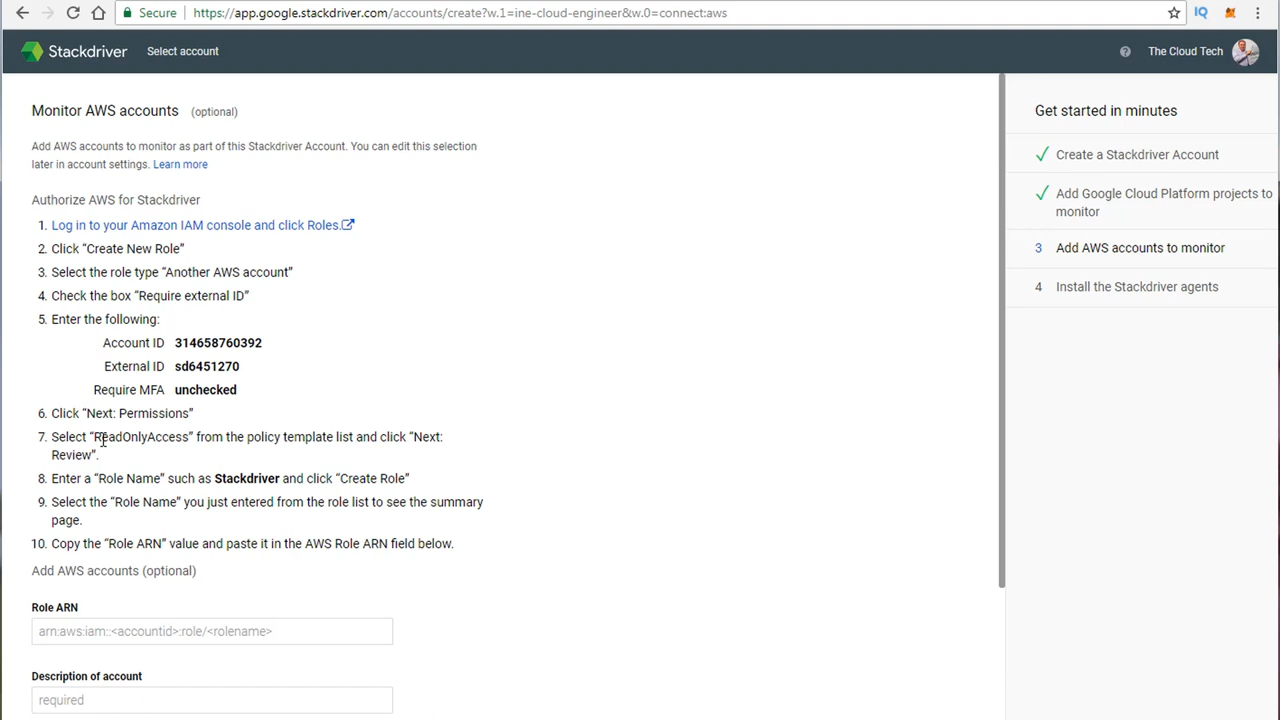 Secure
https://app.google.stackdriver.com/accounts/create?w.1=ine-cloud-engineer&w.0=connect:aws
IQ
Stackdriver
Select account
The Cloud Tech
Monitor AWS accounts (optional)
Add AWS accounts to monitor as part of this Stackdriver Account. You can edit this selection
later in account settings. Learn more
Authorize AWS for Stackdriver
1. Log in to your Amazon IAM console and click Roles.
2. Click “Create New Role”
3. Select the role type “Another AWS account”
4. Check the box “Require external ID”
5. Enter the following:
Account ID 314658760392
External ID sd6451270
Require MFA unchecked
6. Click “Next: Permissions”
7. Select “ReadOnlyAccess” from the policy template list and click “Next:
Review”.
8. Enter a “Role Name” such as Stackdriver and click “Create Role”
9. Select the “Role Name” you just entered from the role list to see the summary
page.
10. Copy the “Role ARN” value and paste it in the AWS Role ARN field below.
Add AWS accounts (optional)
Role ARN
arn:aws:iam::<accountid>:role/<rolename>
Description of account
required
Get started in minutes
Create a Stackdriver Account
Add Google Cloud Platform projects to
monitor
3 Add AWS accounts to monitor
4 Install the Stackdriver agents